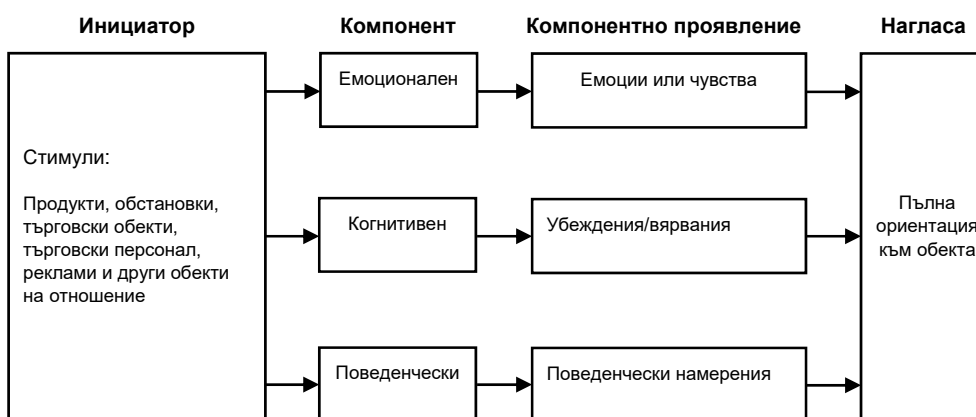 Инициатор
Компонент
Компонентно проявление
Нагласа
Стимули:
Продукти, обстановки,
търговски обекти,
търговски персонал,
реклами и други обекти
на отношение
Емоционален
Емоции или чувства
Когнитивен
Убеждения/вярвания
Поведенчески
Поведенчески намерения
Пълна
ориентация
към обекта